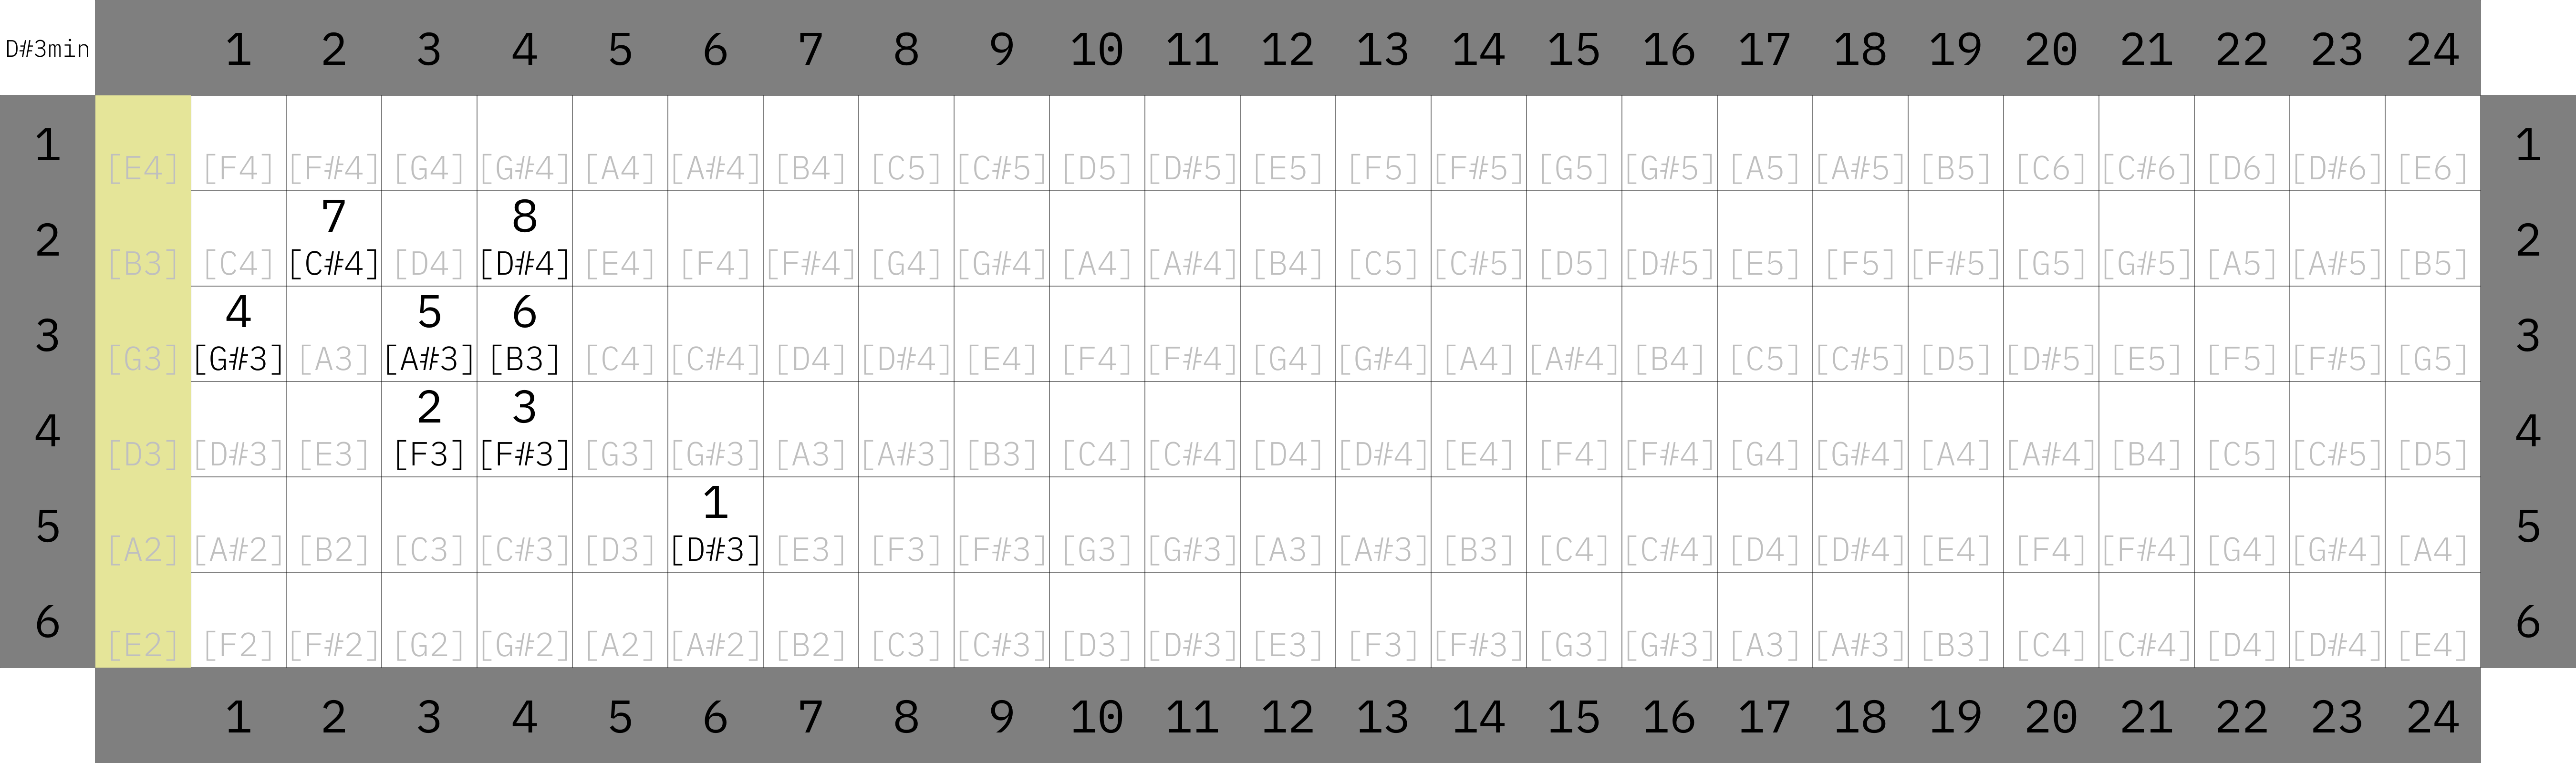 D#3min 1 2 3 4 5 6 7 8 9 10 11 12 13 14 15 16 17 18 19 20 21 22 23 24
1 [E4] [F4] [F#4] [G4] [G#4] [A4] [A#4] [B4] [C5] [C#5] [D5] [D#5] [E5] [F5] [F#5] [G5] [G#5] [A5] [A#5] [B5] [C6] [C#6] [D6] [D#6] [E6] 1
7 8
2 [B3] [C4] [C#4] [D4] [D#4] [E4] [F4] [F#4] [G4] [G#4] [A4] [A#4] [B4] [C5] [C#5] [D5] [D#5] [E5] [F5] [F#5] [G5] [G#5] [A5] [A#5] [B5] 2
4 5 6
3 [G3] [G#3] [A3] [A#3] [B3] [C4] [C#4] [D4] [D#4] [E4] [F4] [F#4] [G4] [G#4] [A4] [A#4] [B4] [C5] [C#5] [D5] [D#5] [E5] [F5] [F#5] [G5] 3
2 3
4 [D3] [D#3] [E3] [F3] [F#3] [G3] [G#3] [A3] [A#3] [B3] [C4] [C#4] [D4] [D#4] [E4] [F4] [F#4] [G4] [G#4] [A4] [A#4] [B4] [C5] [C#5] [D5] 4
1
5 [A2] [A#2] [B2] [C3] [C#3] [D3] [D#3] [E3] [F3] [F#3] [G3] [G#3] [A3] [A#3] [B3] [C4] [C#4] [D4] [D#4] [E4] [F4] [F#4] [G4] [G#4] [A4] 5
6 [E2] [F2] [F#2] [G2] [G#2] [A2] [A#2] [B2] [C3] [C#3] [D3] [D#3] [E3] [F3] [F#3] [G3] [G#3] [A3] [A#3] [B3] [C4] [C#4] [D4] [D#4] [E4] 6
1 2 3 4 5 6 7 8 9 10 11 12 13 14 15 16 17 18 19 20 21 22 23 24